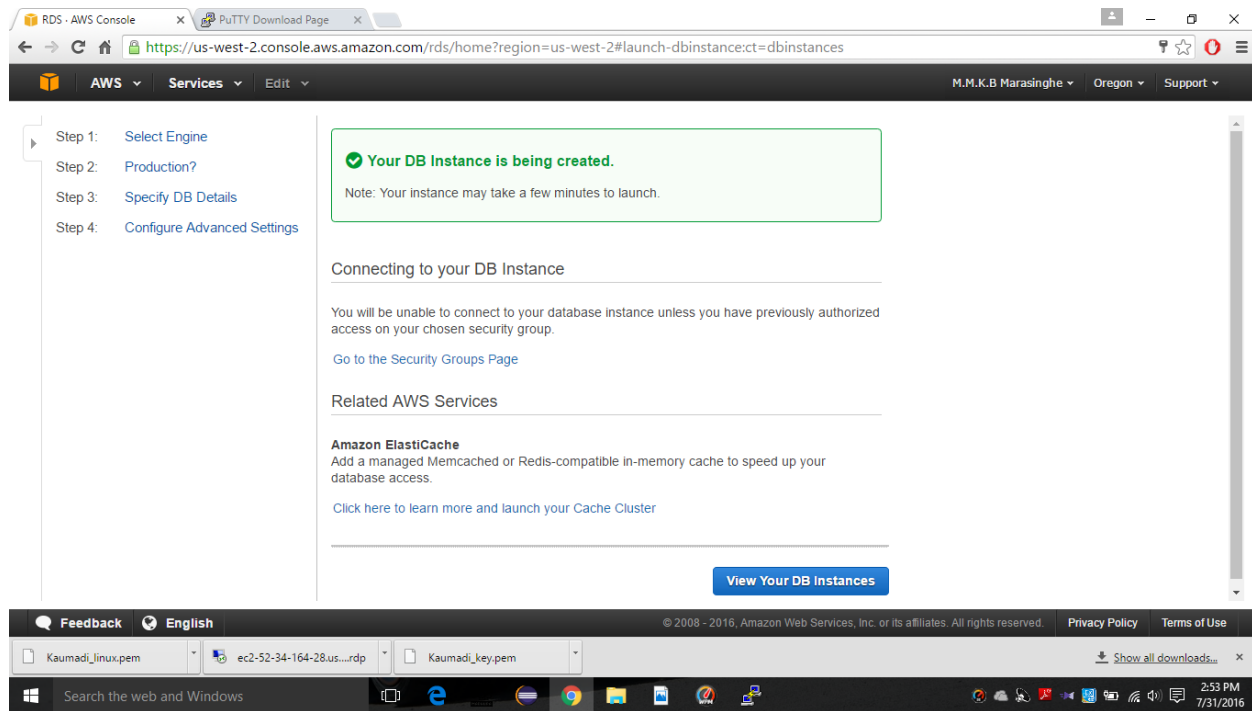 RDS · AWS Console
PuTTY Download Page
https://us-west-2.console.aws.amazon.com/rds/home?region=us-west-2#launch-dbinstance:ct=dbinstances
AWS Services Edit M.M.K.B Marasinghe Oregon Support
Step 1: Select Engine
Step 2: Production?
Step 3: Specify DB Details
Step 4: Configure Advanced Settings
Your DB Instance is being created.
Note: Your instance may take a few minutes to launch.
Connecting to your DB Instance
You will be unable to connect to your database instance unless you have previously authorized
access on your chosen security group.
Go to the Security Groups Page
Related AWS Services
Amazon ElastiCache
Add a managed Memcached or Redis-compatible in-memory cache to speed up your
database access.
Click here to learn more and launch your Cache Cluster
View Your DB Instances
Feedback English © 2008 - 2016, Amazon Web Services, Inc. or its affiliates. All rights reserved. Privacy Policy Terms of Use
Kaumadi_linux.pem ec2-52-34-164-28.us....rdp Kaumadi_key.pem Show all downloads...
Search the web and Windows
2:53 PM
7/31/2016